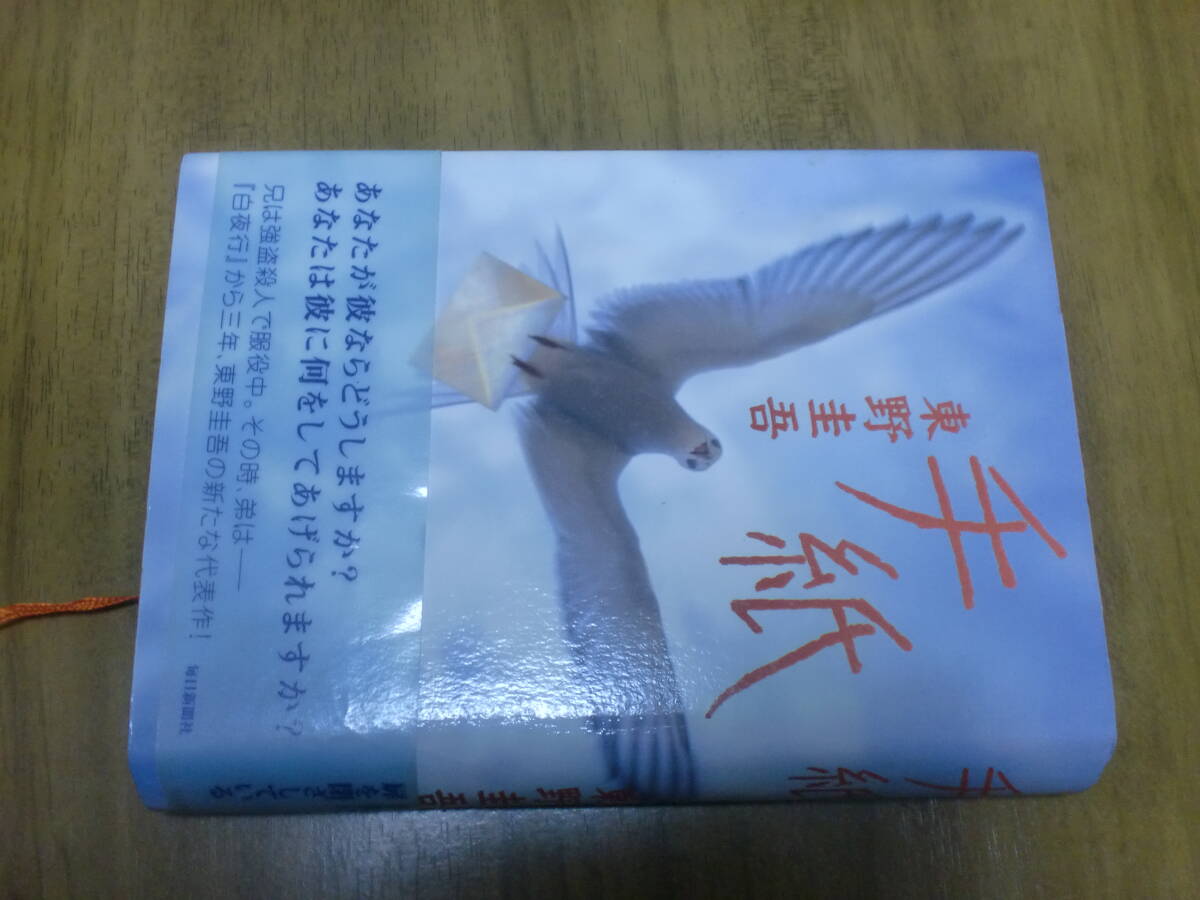 東野圭吾
手紙
あなたが彼ならどうしますか?
あなたは彼に何をしてあげられますか?
兄は強盗殺人で服役中。その時、弟は――
『白夜行』から三年、東野圭吾の新たな代表作!
毎日新聞社
手紙
東野圭吾
している